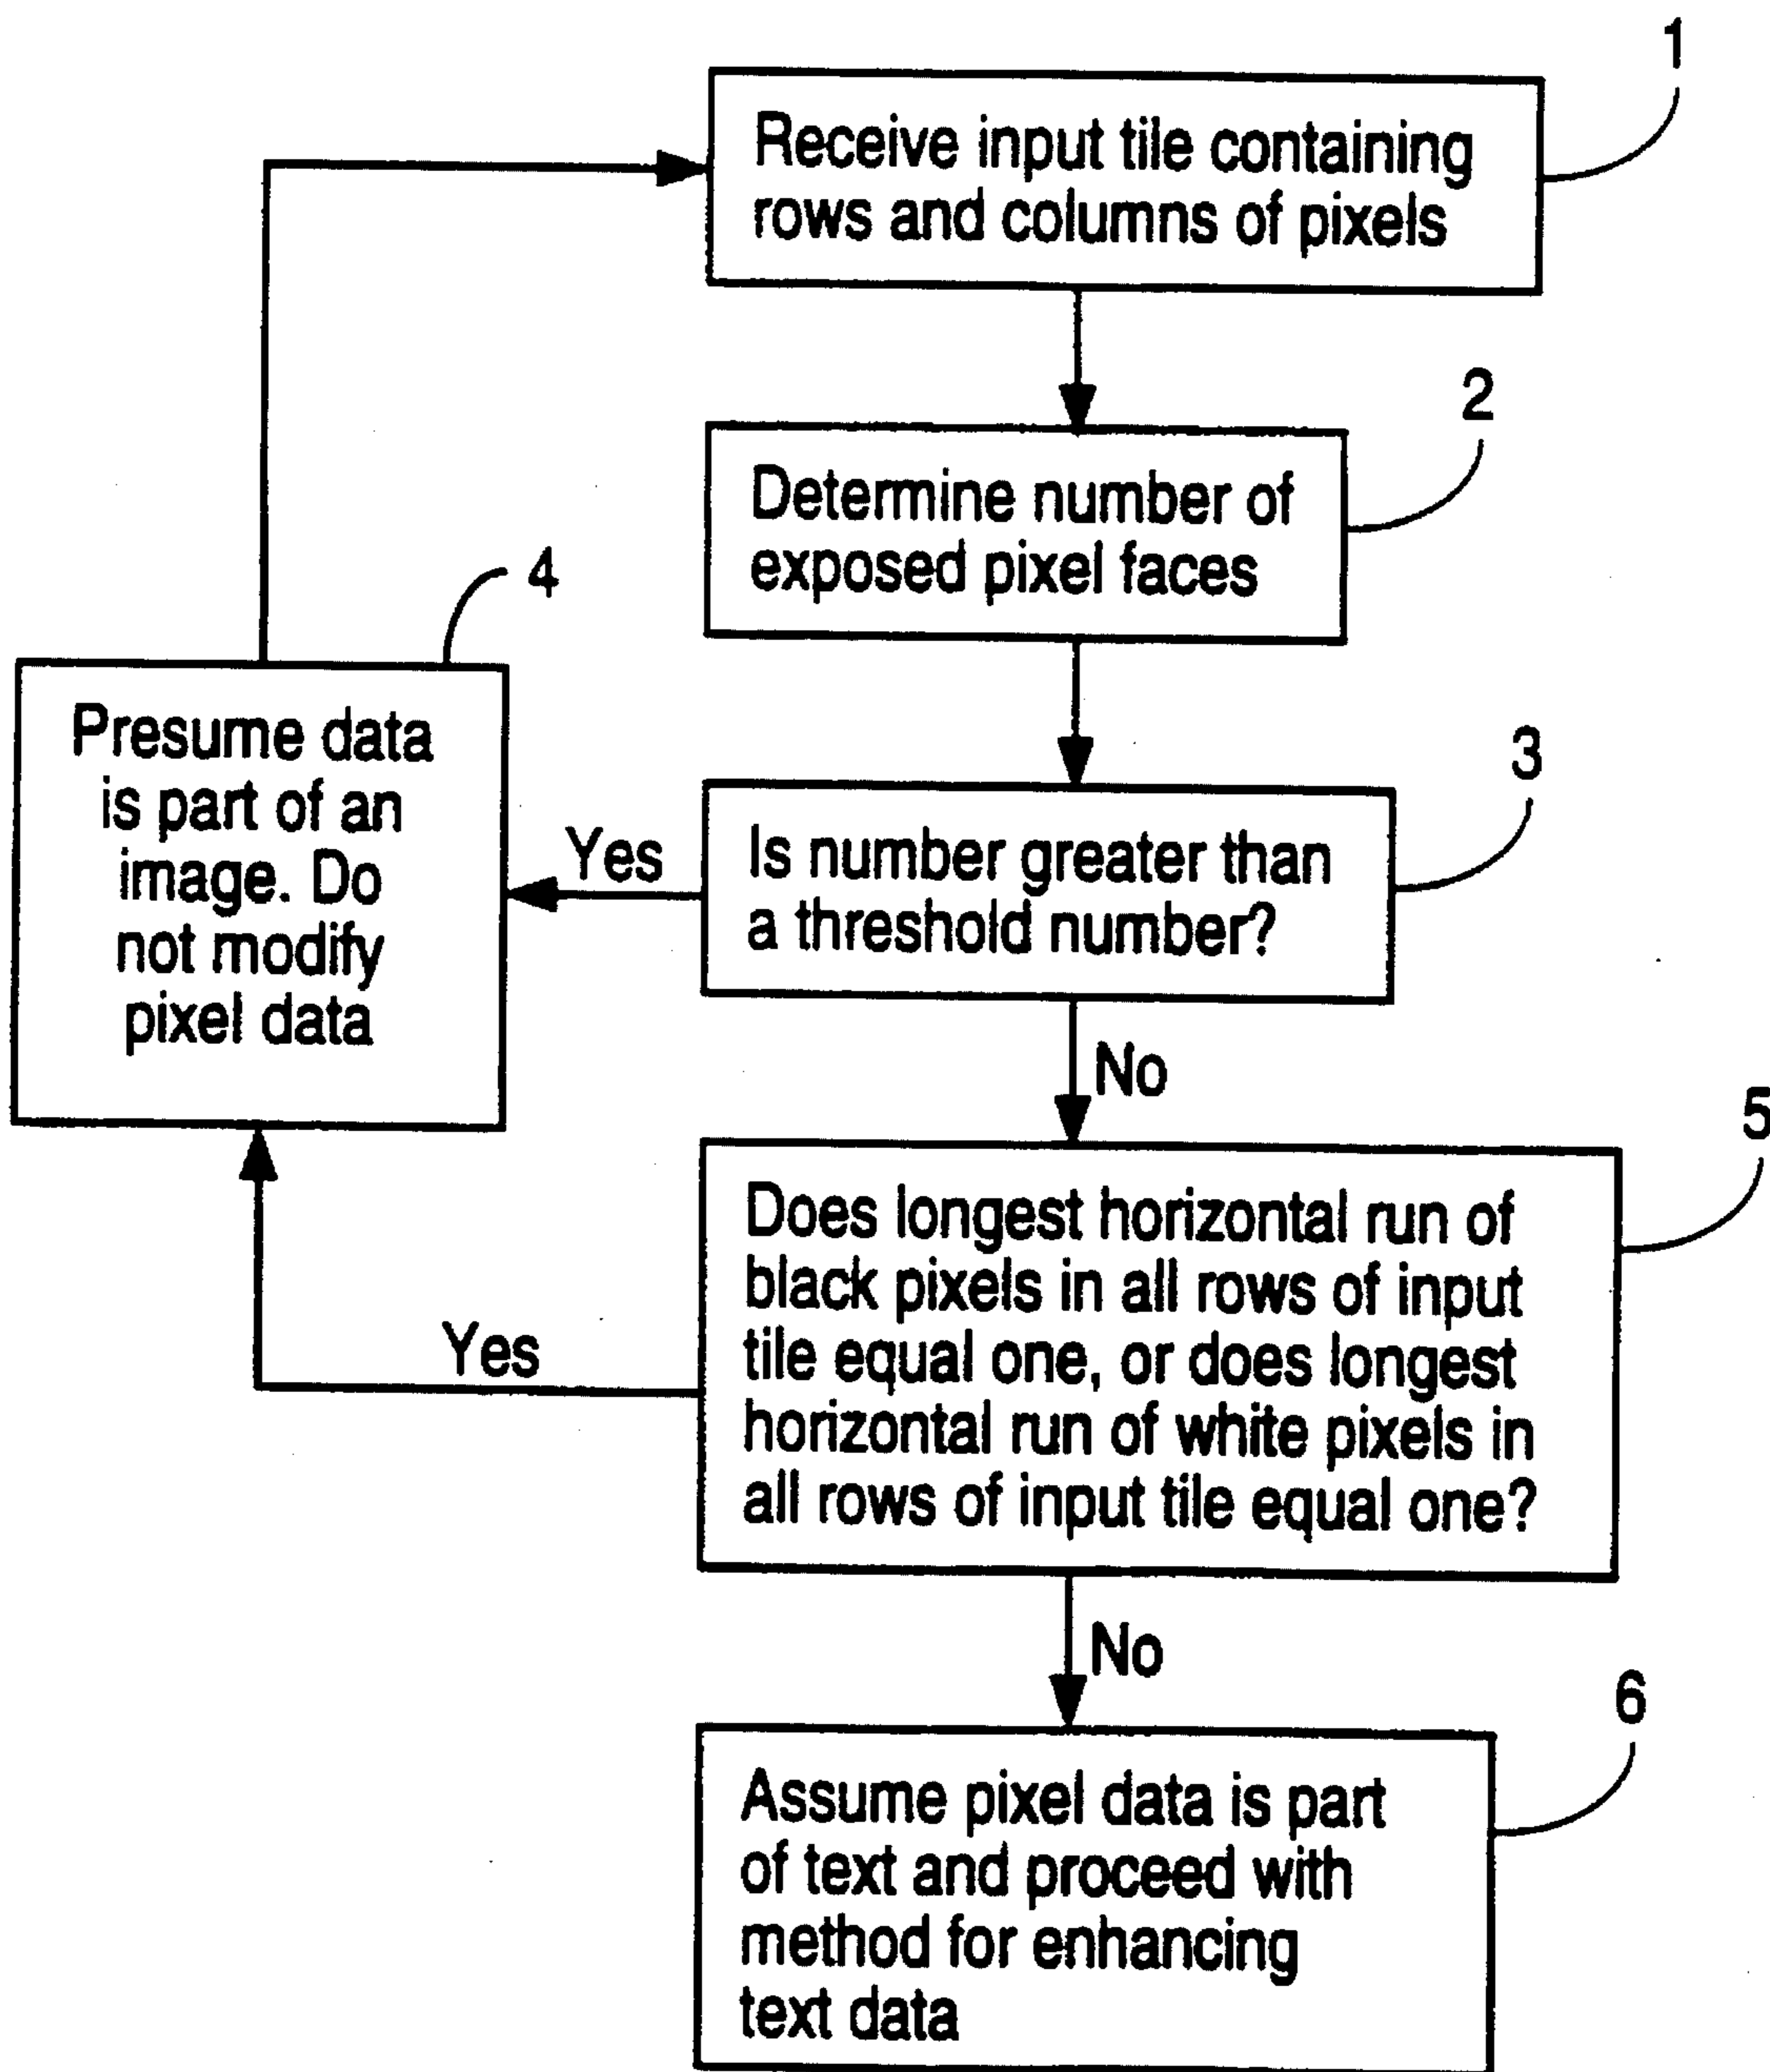 1
Receive input tile containing
rows and columns of pixels
2
Determine number of
exposed pixel faces
3
Is number greater than
a threshold number?
Yes
4
Presume data
is part of an
image. Do
not modify
pixel data
No
5
Does longest horizontal run of
black pixels in all rows of input
tile equal one, or does longest
horizontal run of white pixels in
all rows of input tile equal one?
Yes
No
6
Assume pixel data is part
of text and proceed with
method for enhancing
text data